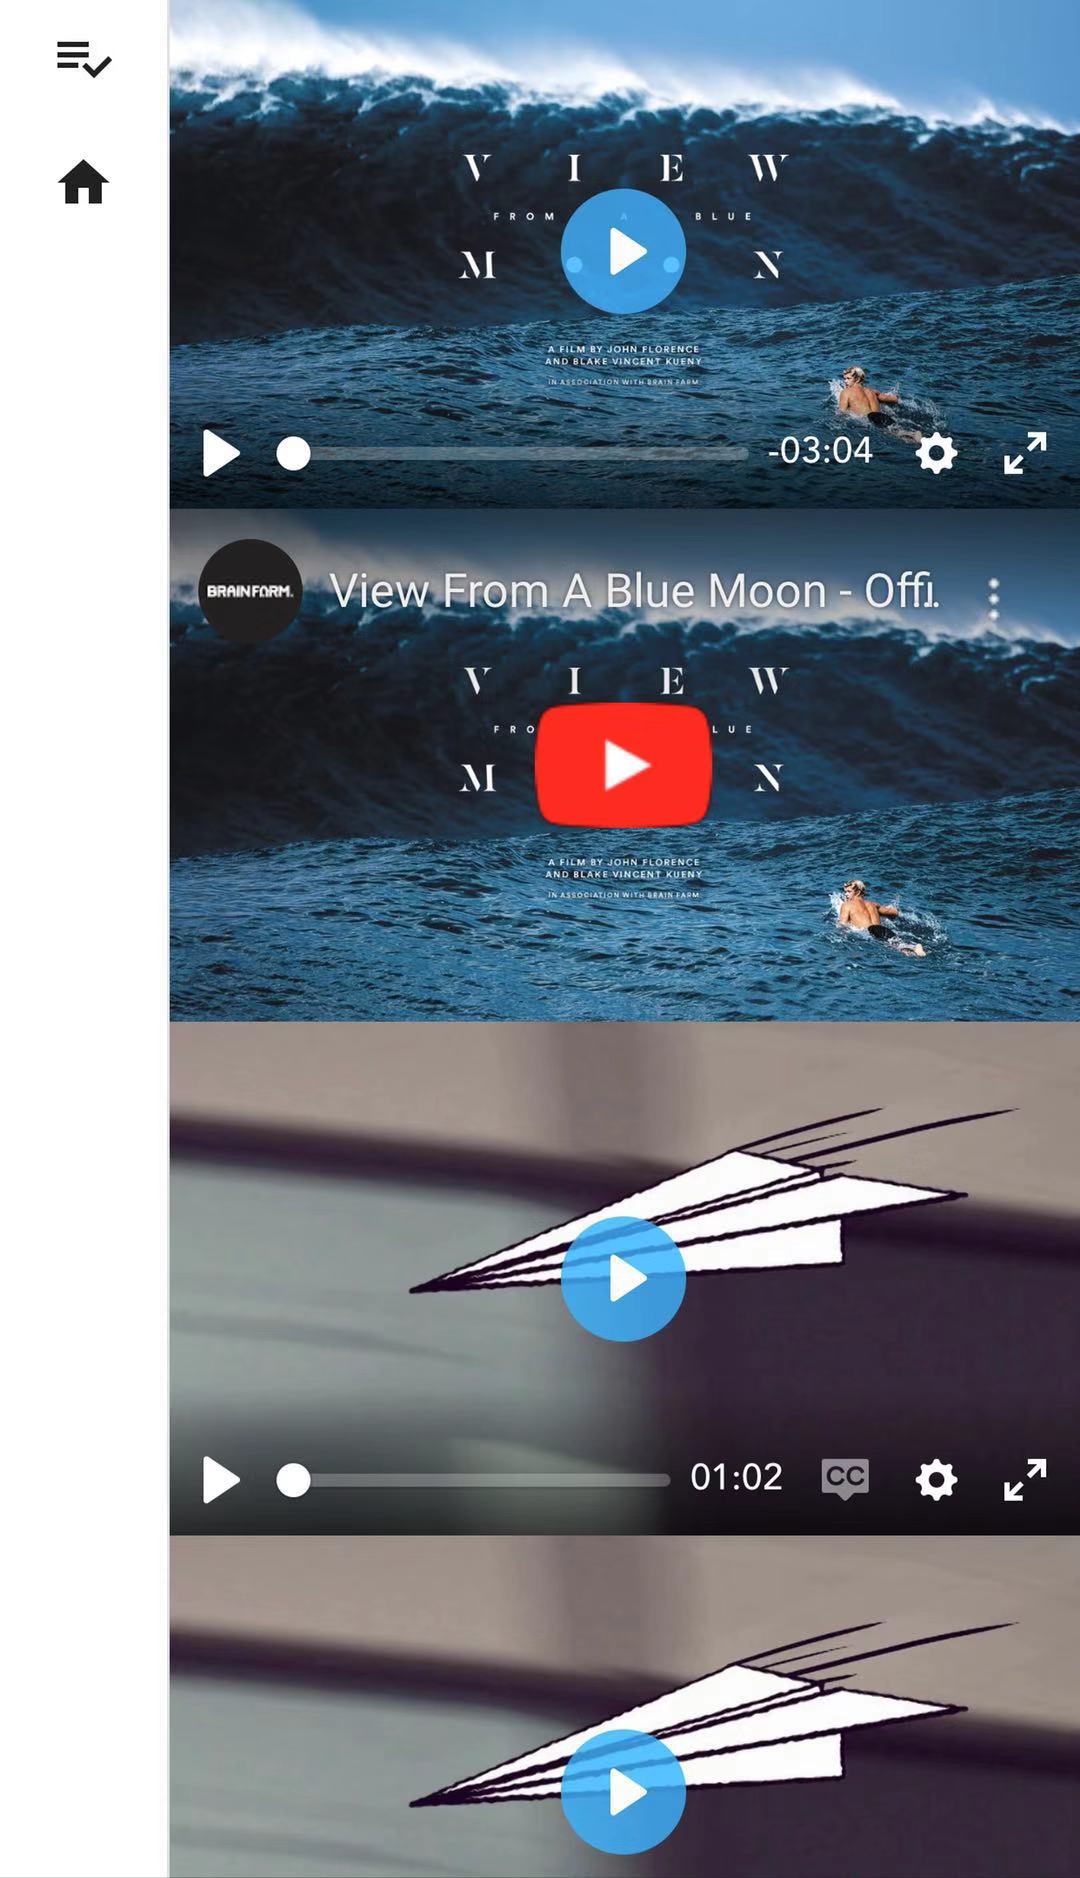 V I E W
FROM A BLUE
M N
A FILM BY JOHN FLORENCE
AND BLAKE VINCENT KUENY
IN ASSOCIATION WITH BRAIN FARM
-03:04
BRAINFARM.
View From A Blue Moon - Offi..
V I E W
FRO LUE
M N
A FILM BY JOHN FLORENCE
AND BLAKE VINCENT KUENY
IN ASSOCIATION WITH BRAIN FARM
01:02
CC